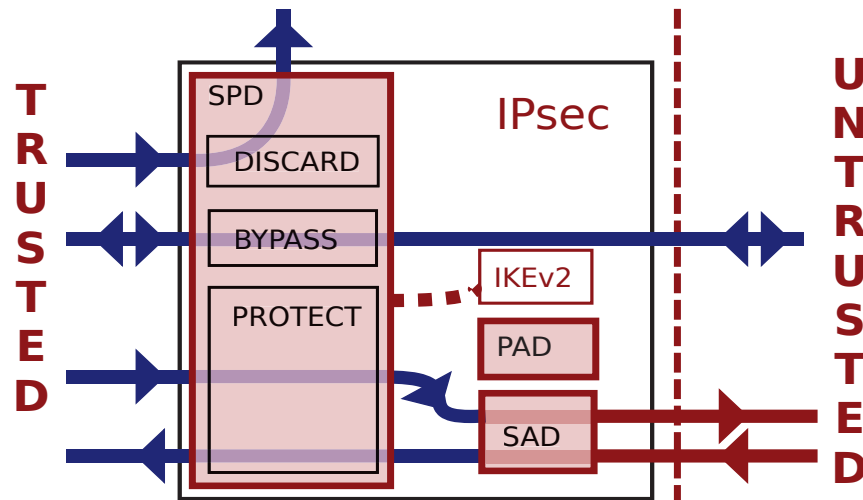 TRUSTED
SPD
DISCARD
BYPASS
PROTECT
IPsec
IKEv2
PAD
SAD
UNTRUSTED